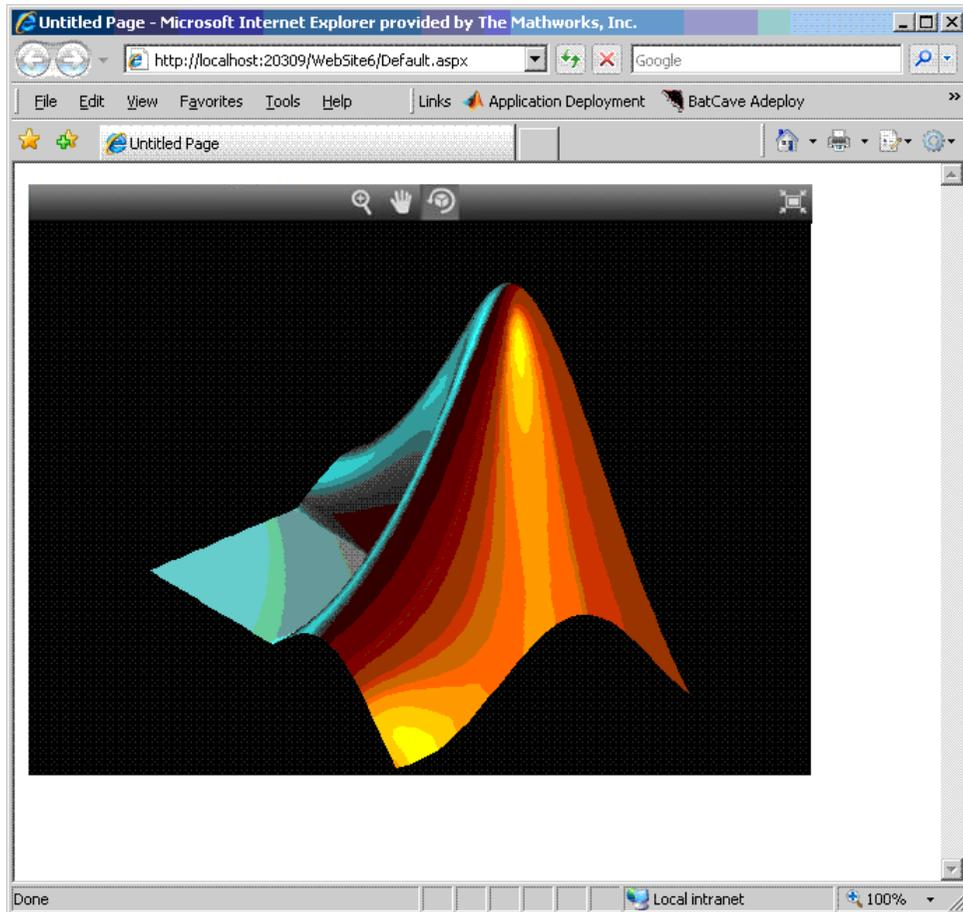 Untitled Page - Microsoft Internet Explorer provided by The Mathworks, Inc.
http://localhost:20309/WebSite6/Default.aspx
Google
File Edit View Favorites Tools Help
Links Application Deployment BatCave Adeploy »
Untitled Page
Done
Local intranet
100%